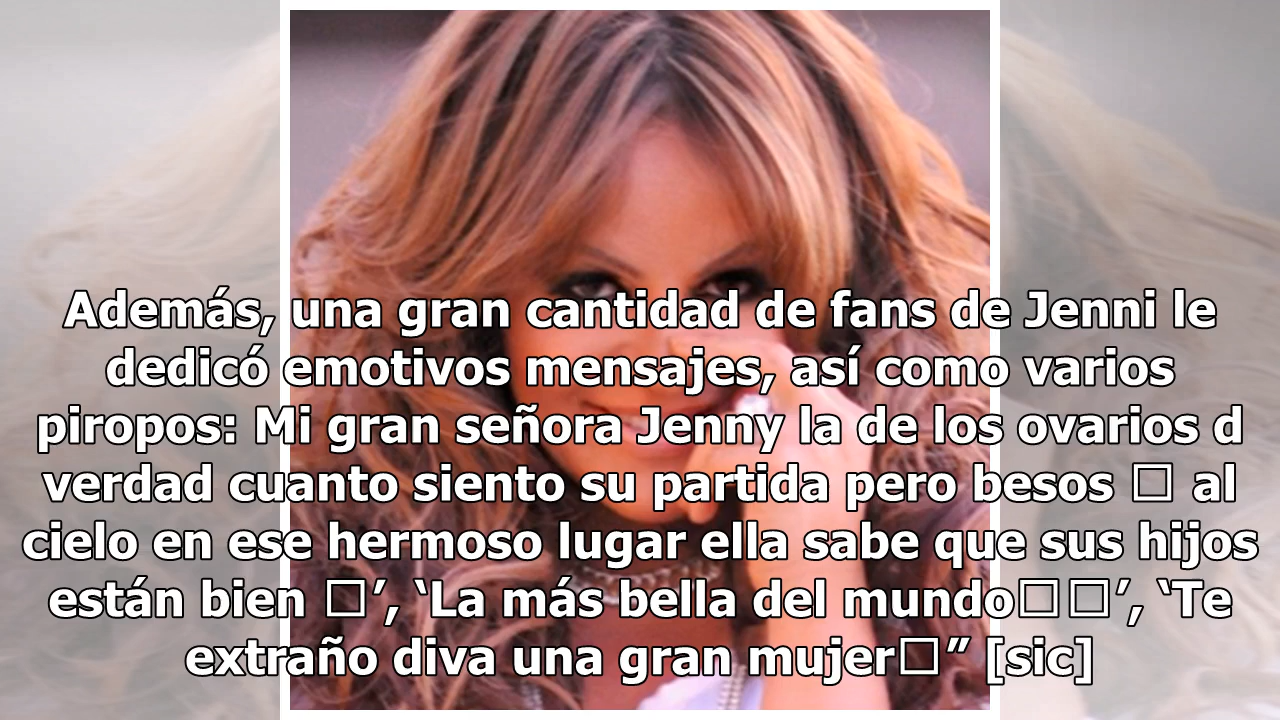 Además, una gran cantidad de fans de Jenni le
dedicó emotivos mensajes, así como varios
piropos: Mi gran señora Jenny la de los ovarios d
verdad cuanto siento su partida pero besos □ al
cielo en ese hermoso lugar ella sabe que sus hijos
están bien □’, ‘La más bella del mundo□□’, ‘Te
extraño diva una gran mujer□” [sic]